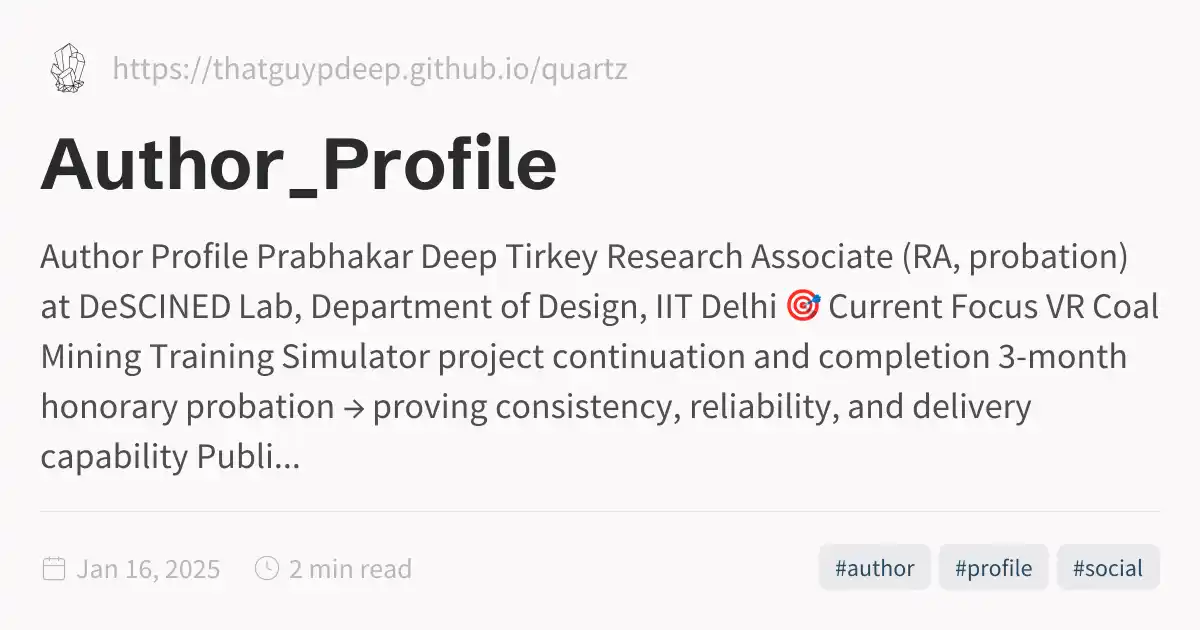 https://thatguypdeep.github.io/quartz
Author_Profile
Author Profile Prabhakar Deep Tirkey Research Associate (RA, probation)
at DeSCINED Lab, Department of Design, IIT Delhi 🎯 Current Focus VR Coal
Mining Training Simulator project continuation and completion 3-month
honorary probation → proving consistency, reliability, and delivery
capability Publi...
Jan 16, 2025 2 min read #author #profile #social